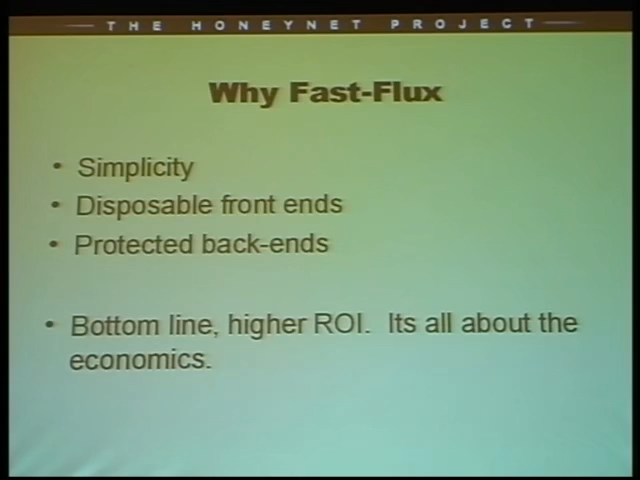 THE HONEYNET PROJECT
Why Fast-Flux
• Simplicity
• Disposable front ends
• Protected back-ends
• Bottom line, higher ROI. Its all about the
economics.